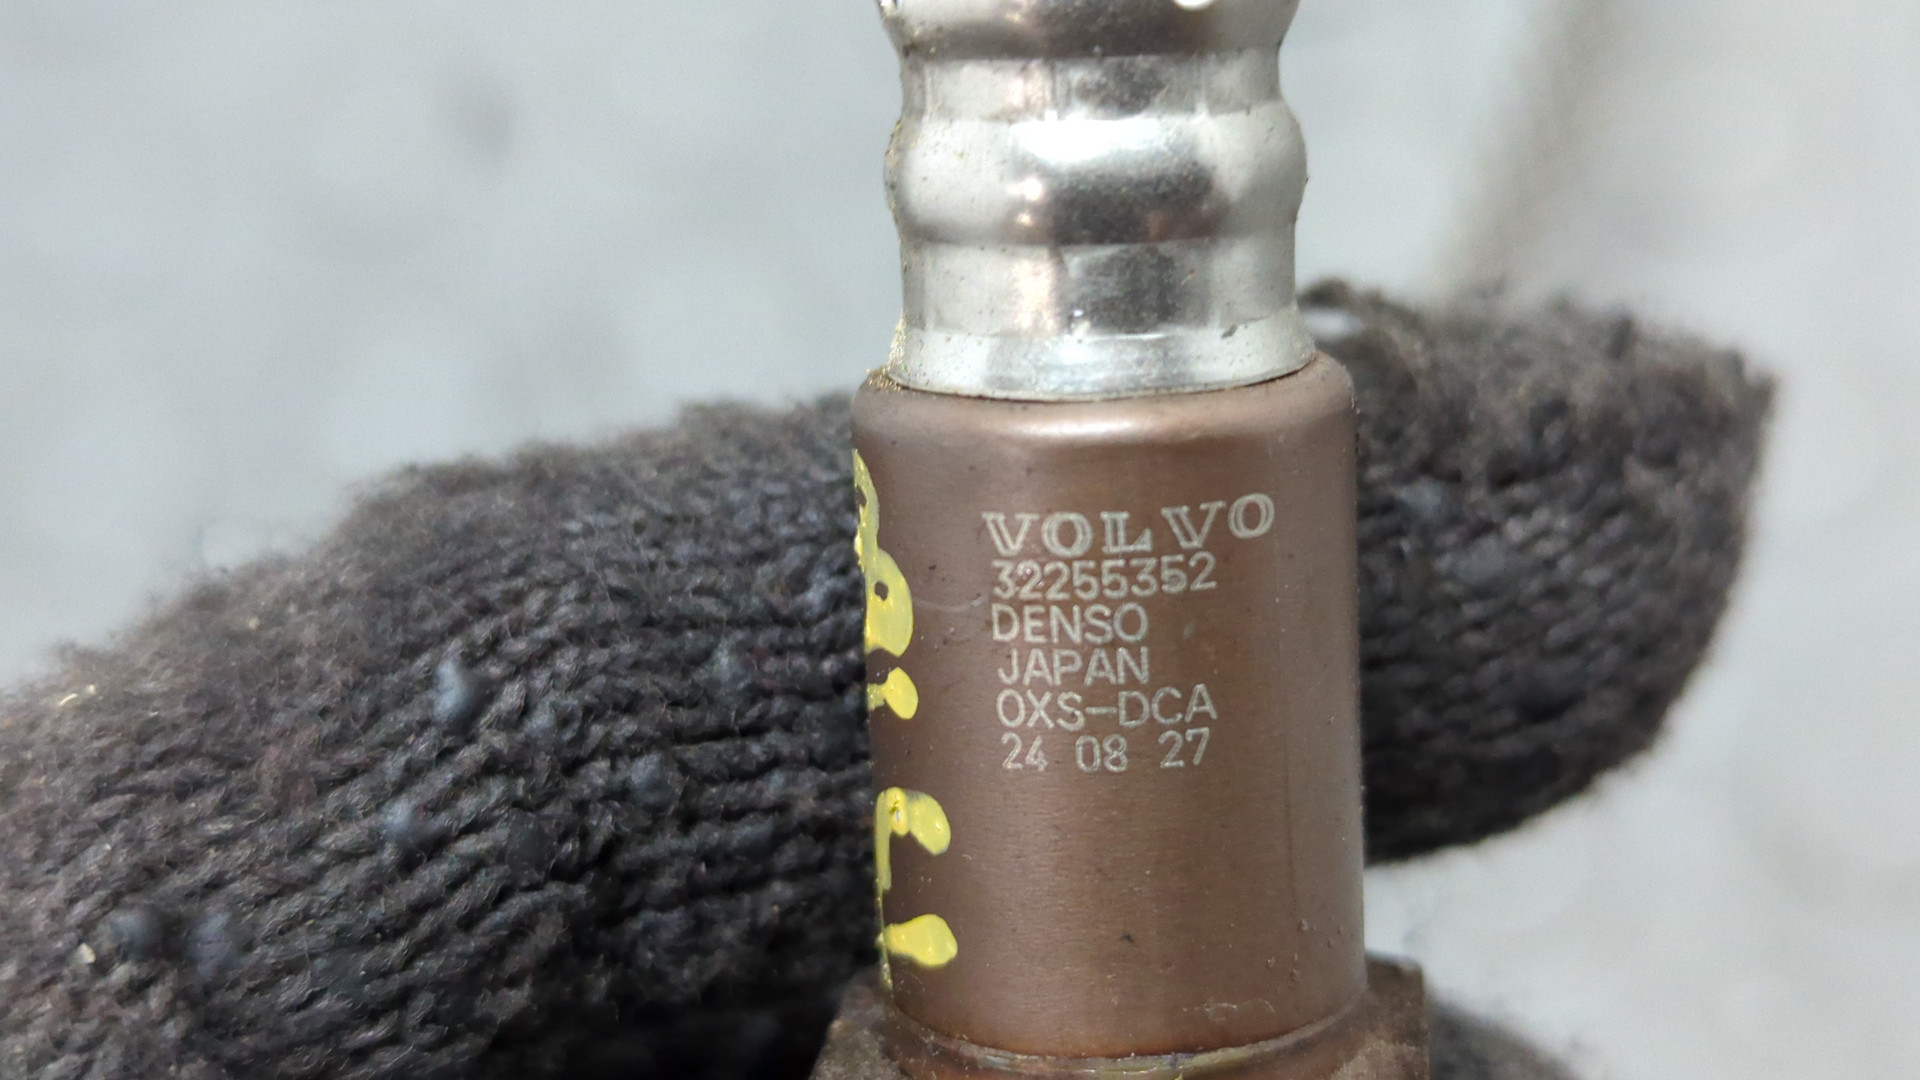 VOLVO
32255352
DENSO
JAPAN
OXS-DCA
24 08 27